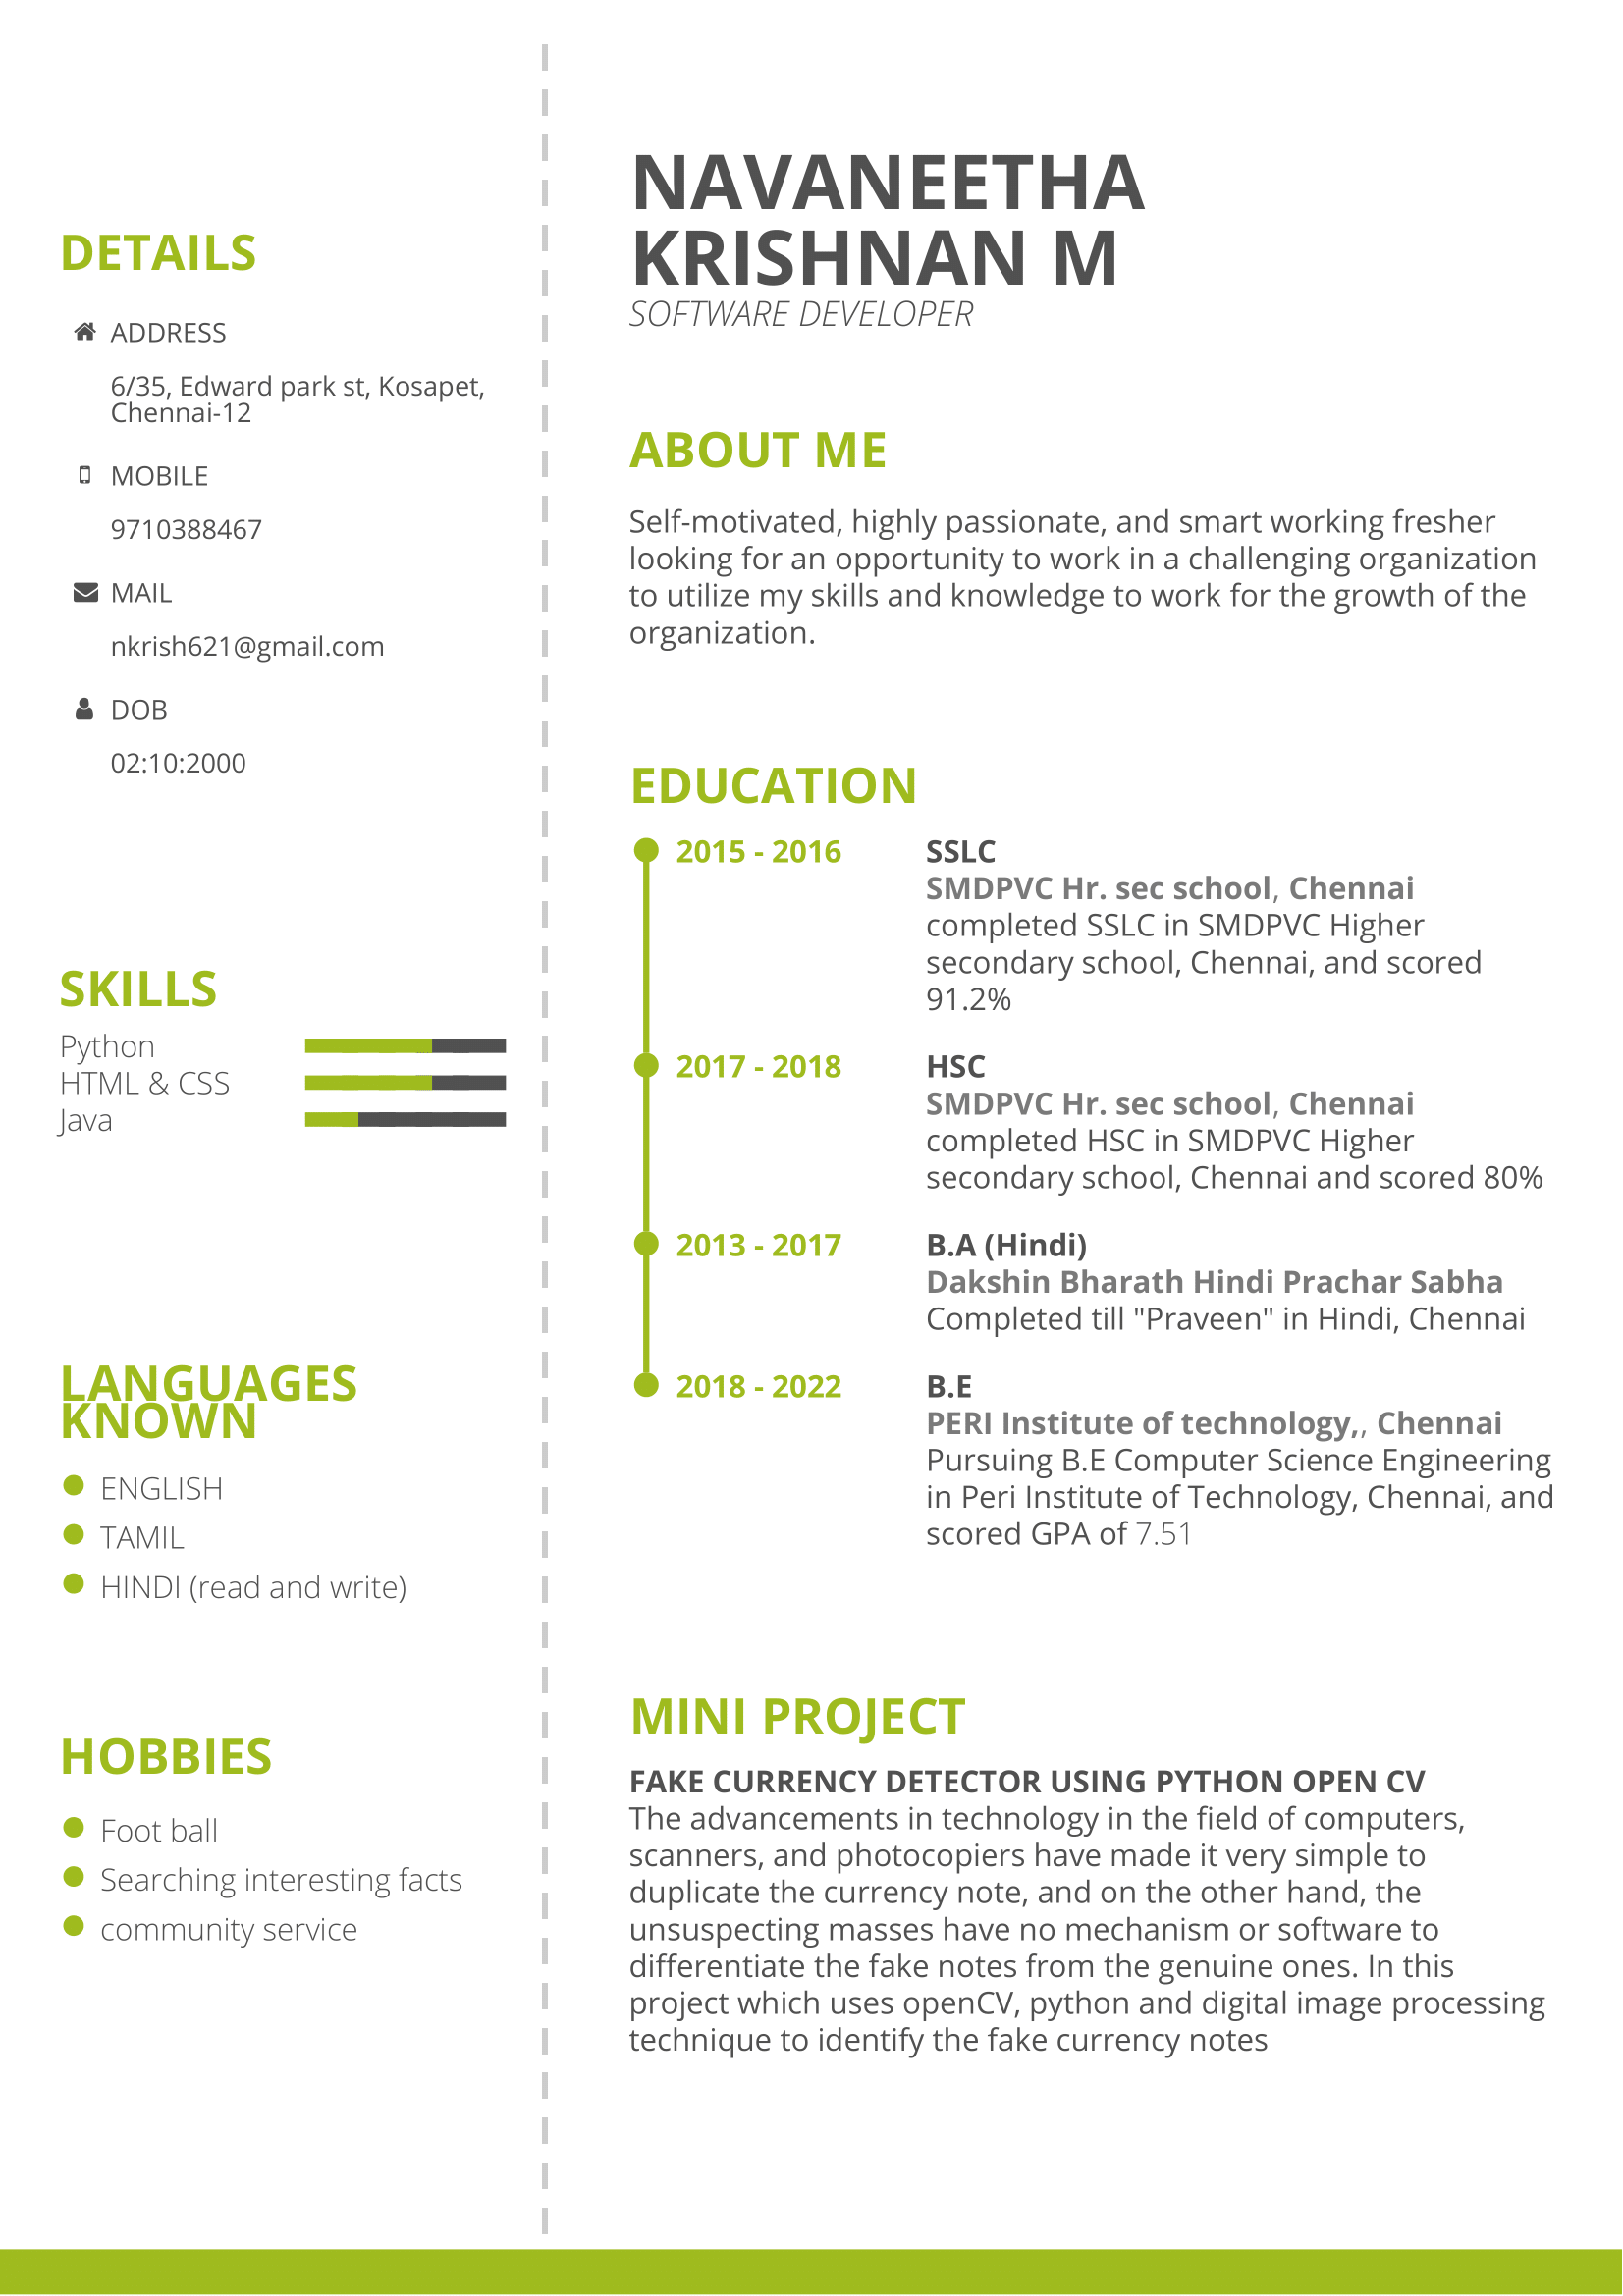 DETAILS
ADDRESS
6/35, Edward park st, Kosapet,
Chennai-12
MOBILE
9710388467
MAIL
nkrish621@gmail.com
DOB
02:10:2000
SKILLS
Python
HTML & CSS
Java
LANGUAGES
KNOWN
ENGLISH
TAMIL
HINDI (read and write)
HOBBIES
Foot ball
Searching interesting facts
community service
NAVANEETHA
KRISHNAN M
SOFTWARE DEVELOPER
ABOUT ME
Self-motivated, highly passionate, and smart working fresher
looking for an opportunity to work in a challenging organization
to utilize my skills and knowledge to work for the growth of the
organization.
EDUCATION
2015 - 2016 SSLC
SMDPVC Hr. sec school, Chennai
completed SSLC in SMDPVC Higher
secondary school, Chennai, and scored
91.2%
2017 - 2018 HSC
SMDPVC Hr. sec school, Chennai
completed HSC in SMDPVC Higher
secondary school, Chennai and scored 80%
2013 - 2017 B.A (Hindi)
Dakshin Bharath Hindi Prachar Sabha
Completed till "Praveen" in Hindi, Chennai
2018 - 2022 B.E
PERI Institute of technology,, Chennai
Pursuing B.E Computer Science Engineering
in Peri Institute of Technology, Chennai, and
scored GPA of 7.51
MINI PROJECT
FAKE CURRENCY DETECTOR USING PYTHON OPEN CV
The advancements in technology in the field of computers,
scanners, and photocopiers have made it very simple to
duplicate the currency note, and on the other hand, the
unsuspecting masses have no mechanism or software to
differentiate the fake notes from the genuine ones. In this
project which uses openCV, python and digital image processing
technique to identify the fake currency notes